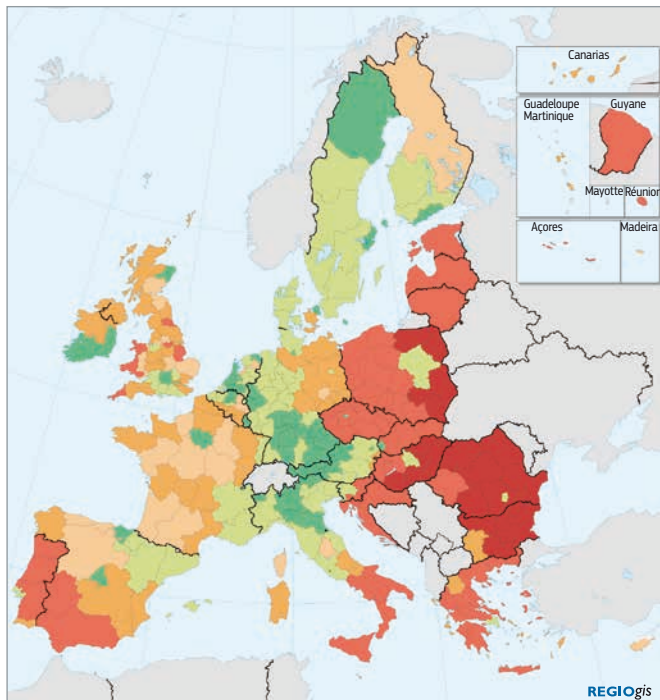 Canarias
Guadeloupe
Martinique
Guyane
Mayotte
Réunion
Açores
Madeira
REGIOgis